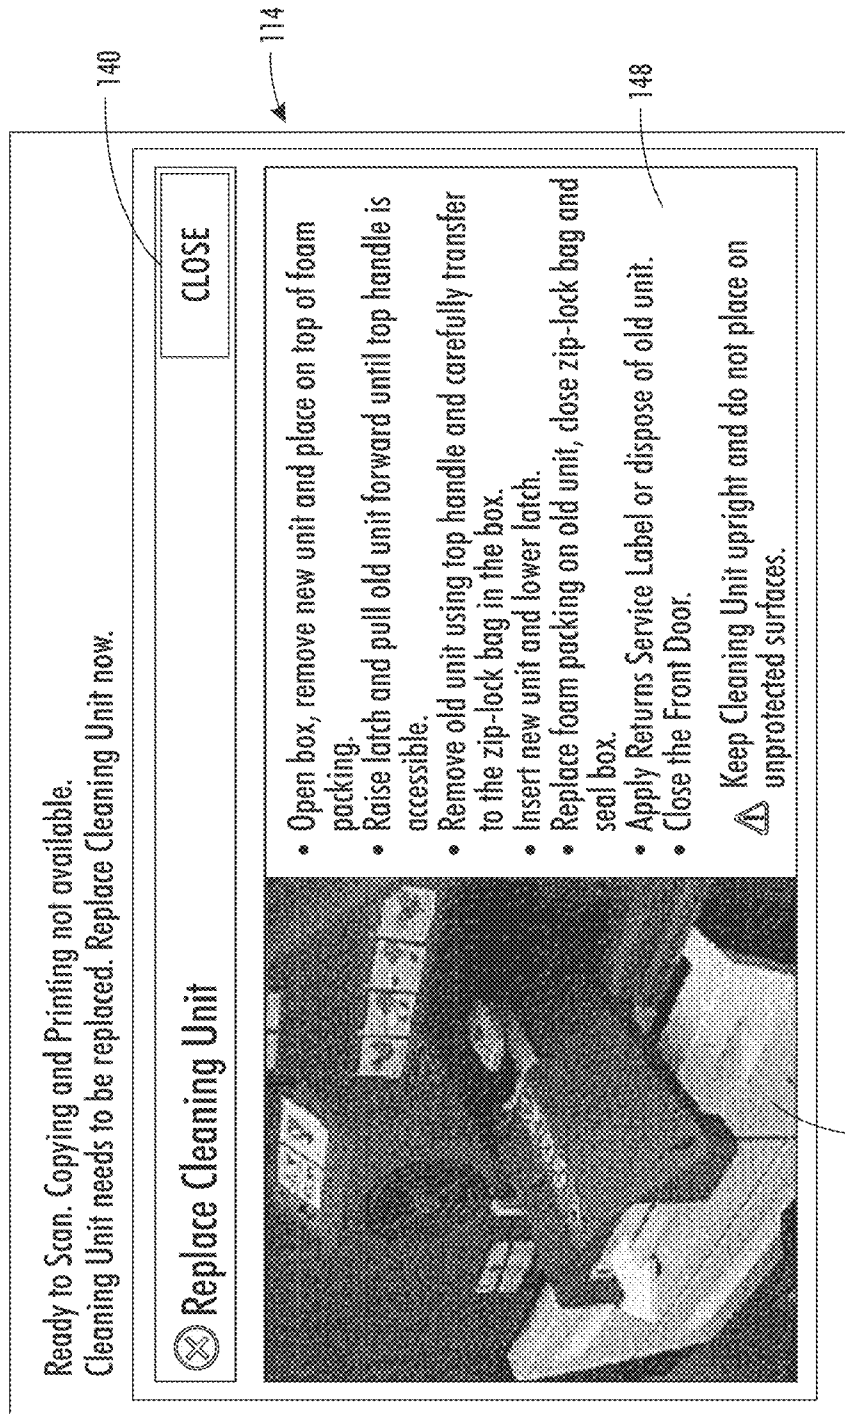 Ready to Scan. Copying and Printing not available.
Cleaning Unit needs to be replaced. Replace Cleaning Unit now.
Replace Cleaning Unit
CLOSE
• Open box, remove new unit and place on top of foam
packing.
• Raise latch and pull old unit forward until top handle is
accessible.
• Remove old unit using top handle and carefully transfer
to the zip-lock bag in the box.
• Insert new unit and lower latch.
• Replace foam packing on old unit, close zip-lock bag and
seal box.
• Apply Returns Service Label or dispose of old unit.
• Close the Front Door.
Keep Cleaning Unit upright and do not place on
unprotected surfaces.
140
114
148